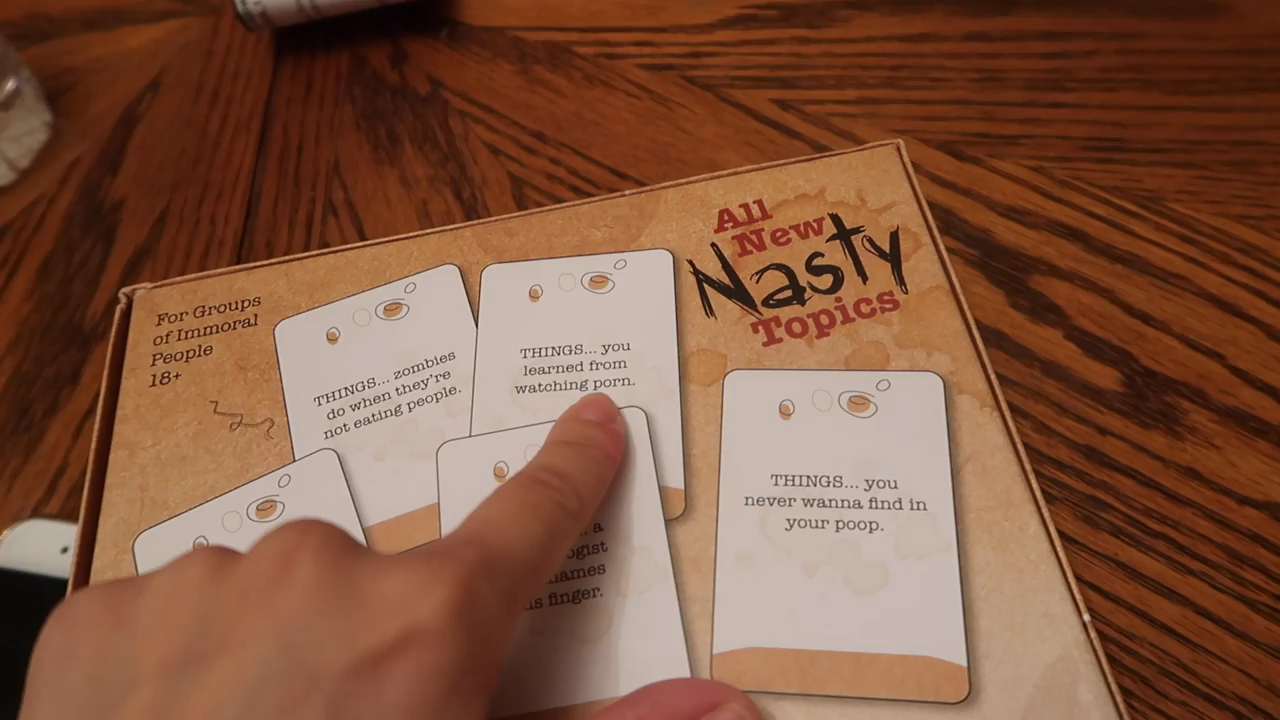 For Groups
of Immoral
People
18+
THINGS... zombies
do when they're
not eating people.
THINGS... you
learned from
watching porn.
All
New
Nasty
Topics
THINGS... you
never wanna find in
your poop.
a
finger.